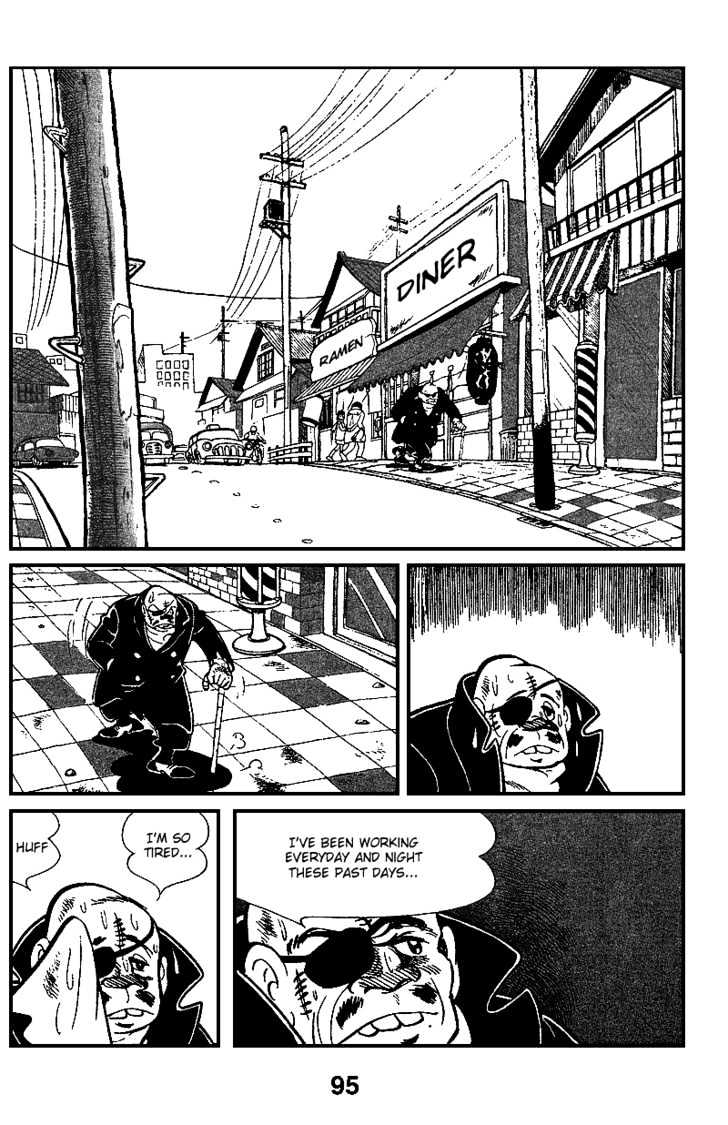 DINER
RAMEN
HUFF
I'M SO
TIRED...
I'VE BEEN WORKING
EVERYDAY AND NIGHT
THESE PAST DAYS...
95